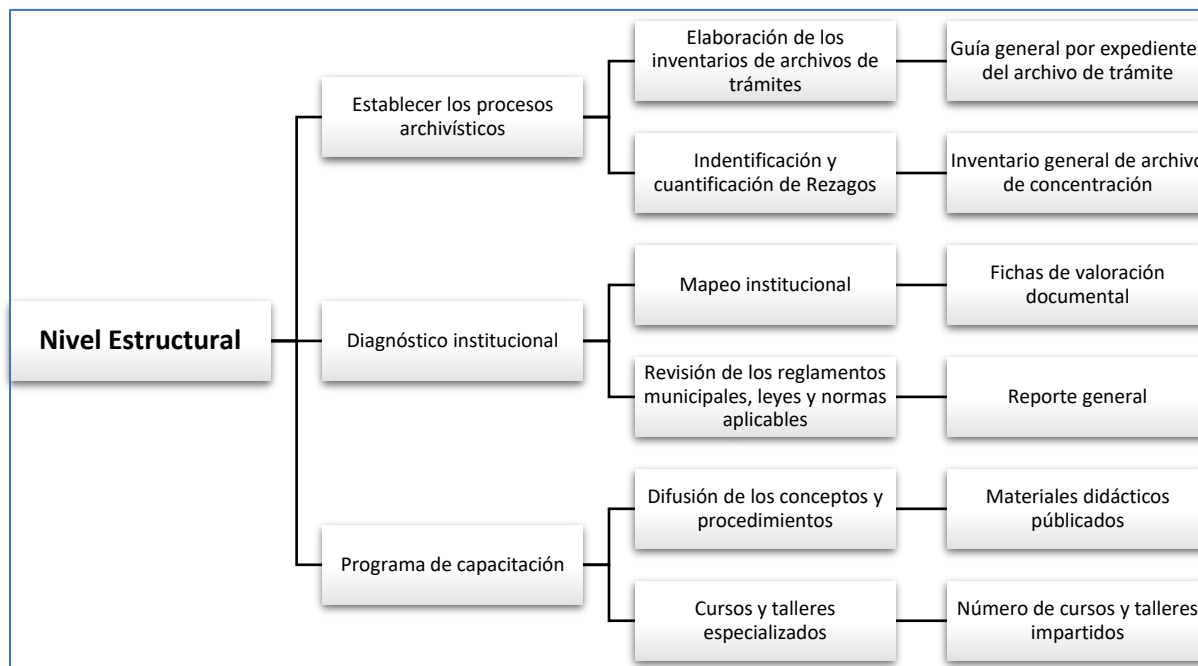 Nivel Estructural
Establecer los procesos
archivísticos
Elaboración de los
inventarios de archivos de
trámites
Guía general por expedientes
del archivo de trámite
Indentificación y
cuantificación de Rezagos
Inventario general de archivo
de concentración
Diagnóstico institucional
Mapeo institucional
Fichas de valoración
documental
Revisión de los reglamentos
municipales, leyes y normas
aplicables
Reporte general
Programa de capacitación
Difusión de los conceptos y
procedimientos
Materiales didácticos
públicados
Cursos y talleres
especializados
Número de cursos y talleres
impartidos